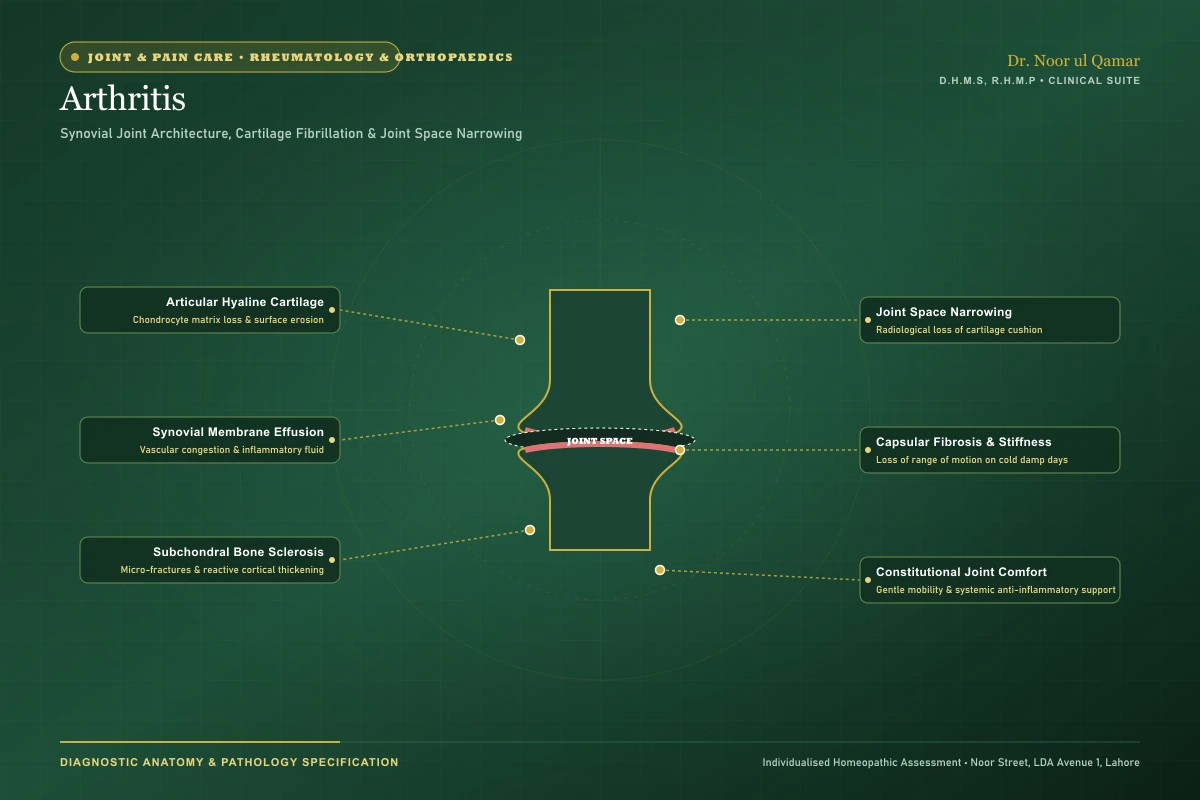 JOINT & PAIN CARE • RHEUMATOLOGY & ORTHOPAEDICS
Arthritis
Synovial Joint Architecture, Cartilage Fibrillation & Joint Space Narrowing
Dr. Noor ul Qamar
D.H.M.S, R.H.M.P • CLINICAL SUITE
Articular Hyaline Cartilage
Chondrocyte matrix loss & surface erosion
Synovial Membrane Effusion
Vascular congestion & inflammatory fluid
Subchondral Bone Sclerosis
Micro-fractures & reactive cortical thickening
JOINT SPACE
Joint Space Narrowing
Radiological loss of cartilage cushion
Capsular Fibrosis & Stiffness
Loss of range of motion on cold damp days
Constitutional Joint Comfort
Gentle mobility & systemic anti-inflammatory support
DIAGNOSTIC ANATOMY & PATHOLOGY SPECIFICATION
Individualised Homeopathic Assessment • Noor Street, LDA Avenue 1, Lahore